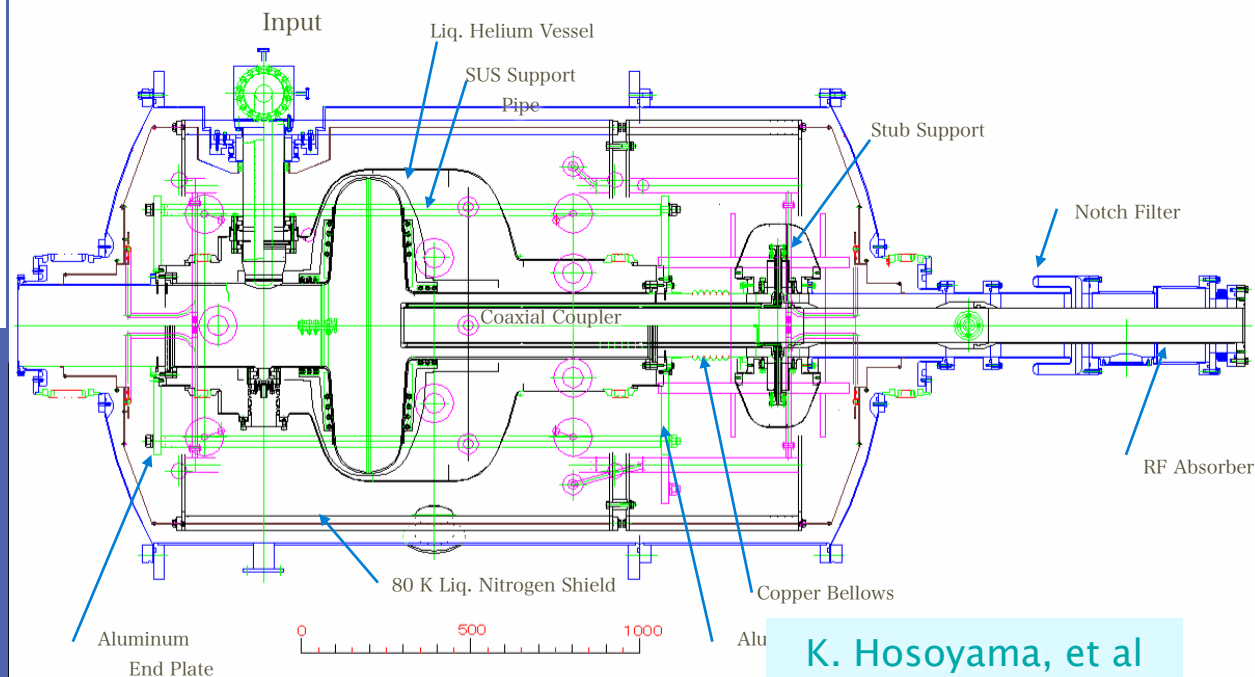 Input
Liq. Helium Vessel
SUS Support
Pipe
Stub Support
Notch Filter
Coaxial Coupler
RF Absorber
80 K Liq. Nitrogen Shield
Copper Bellows
0 500 1000
Aluminum
End Plate
K. Hosoyama, et al